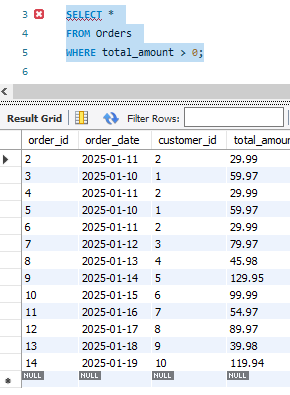 3 SELECT *
4 FROM Orders
5 WHERE total_amount > 0;
6
Result Grid Filter Rows:
order_id order_date customer_id total_amoun
2 2025-01-11 2 29.99
3 2025-01-10 1 59.97
4 2025-01-11 2 29.99
5 2025-01-10 1 59.97
6 2025-01-11 2 29.99
7 2025-01-12 3 79.97
8 2025-01-13 4 45.98
9 2025-01-14 5 129.95
10 2025-01-15 6 99.99
11 2025-01-16 7 54.97
12 2025-01-17 8 89.97
13 2025-01-18 9 39.98
14 2025-01-19 10 119.94
NULL NULL NULL NULL